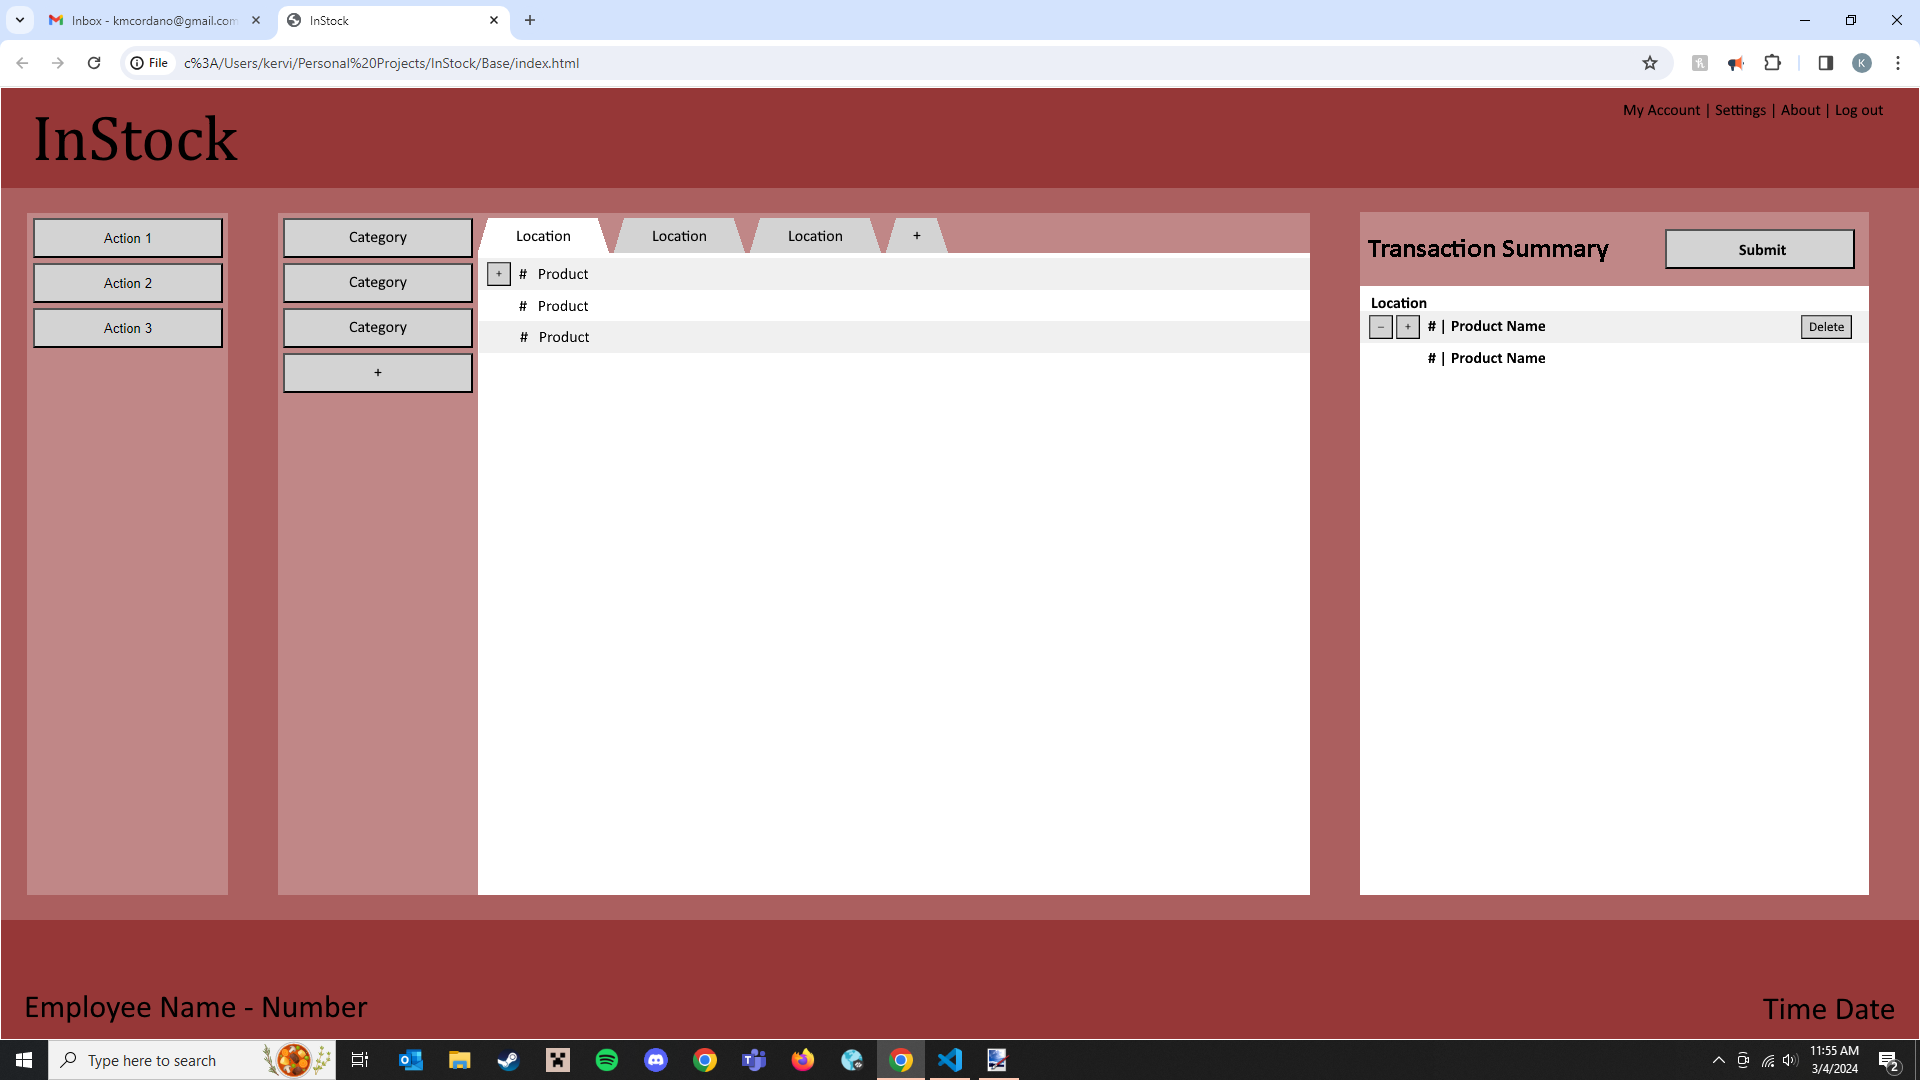 Inbox - kmcordano@gmail.com
InStock
File
c%3A/Users/kervi/Personal%20Projects/InStock/Base/index.html
K
My Account | Settings | About | Log out
InStock
Action 1
Action 2
Action 3
Category
Category
Category
+
Location
Location
Location
+
+ # Product
# Product
# Product
Transaction Summary
Submit
Location
− + # | Product Name Delete
# | Product Name
Employee Name - Number
Time Date
Type here to search
11:55 AM
3/4/2024
2